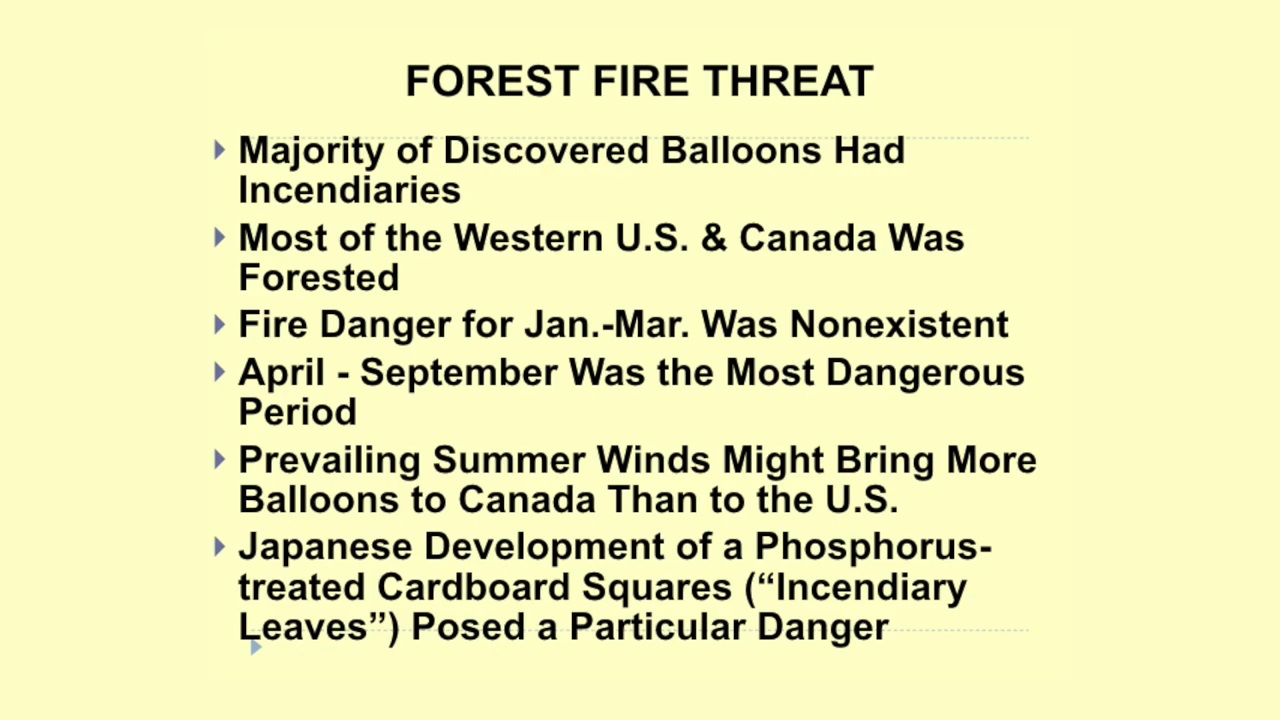 FOREST FIRE THREAT
Majority of Discovered Balloons Had
Incendiaries
Most of the Western U.S. & Canada Was
Forested
Fire Danger for Jan.-Mar. Was Nonexistent
April - September Was the Most Dangerous
Period
Prevailing Summer Winds Might Bring More
Balloons to Canada Than to the U.S.
Japanese Development of a Phosphorus-
treated Cardboard Squares (“Incendiary
Leaves”) Posed a Particular Danger